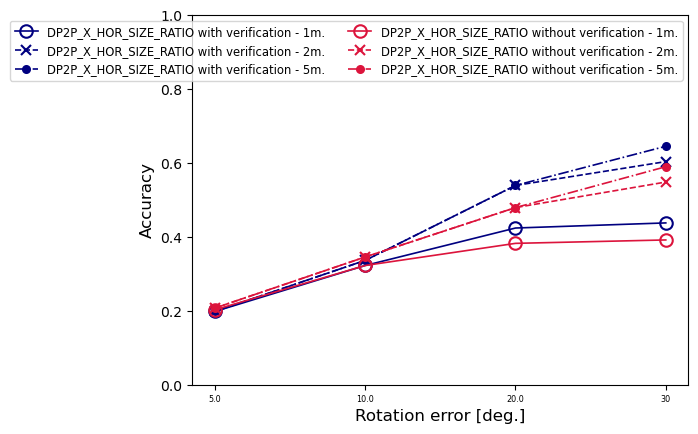 1.0
DP2P_X_HOR_SIZE_RATIO with verification - 1m.
DP2P_X_HOR_SIZE_RATIO with verification - 2m.
DP2P_X_HOR_SIZE_RATIO with verification - 5m.
DP2P_X_HOR_SIZE_RATIO without verification - 1m.
DP2P_X_HOR_SIZE_RATIO without verification - 2m.
DP2P_X_HOR_SIZE_RATIO without verification - 5m.
0.8
0.6
0.4
0.2
0.0
Accuracy
5.0 10.0 20.0 30
Rotation error [deg.]